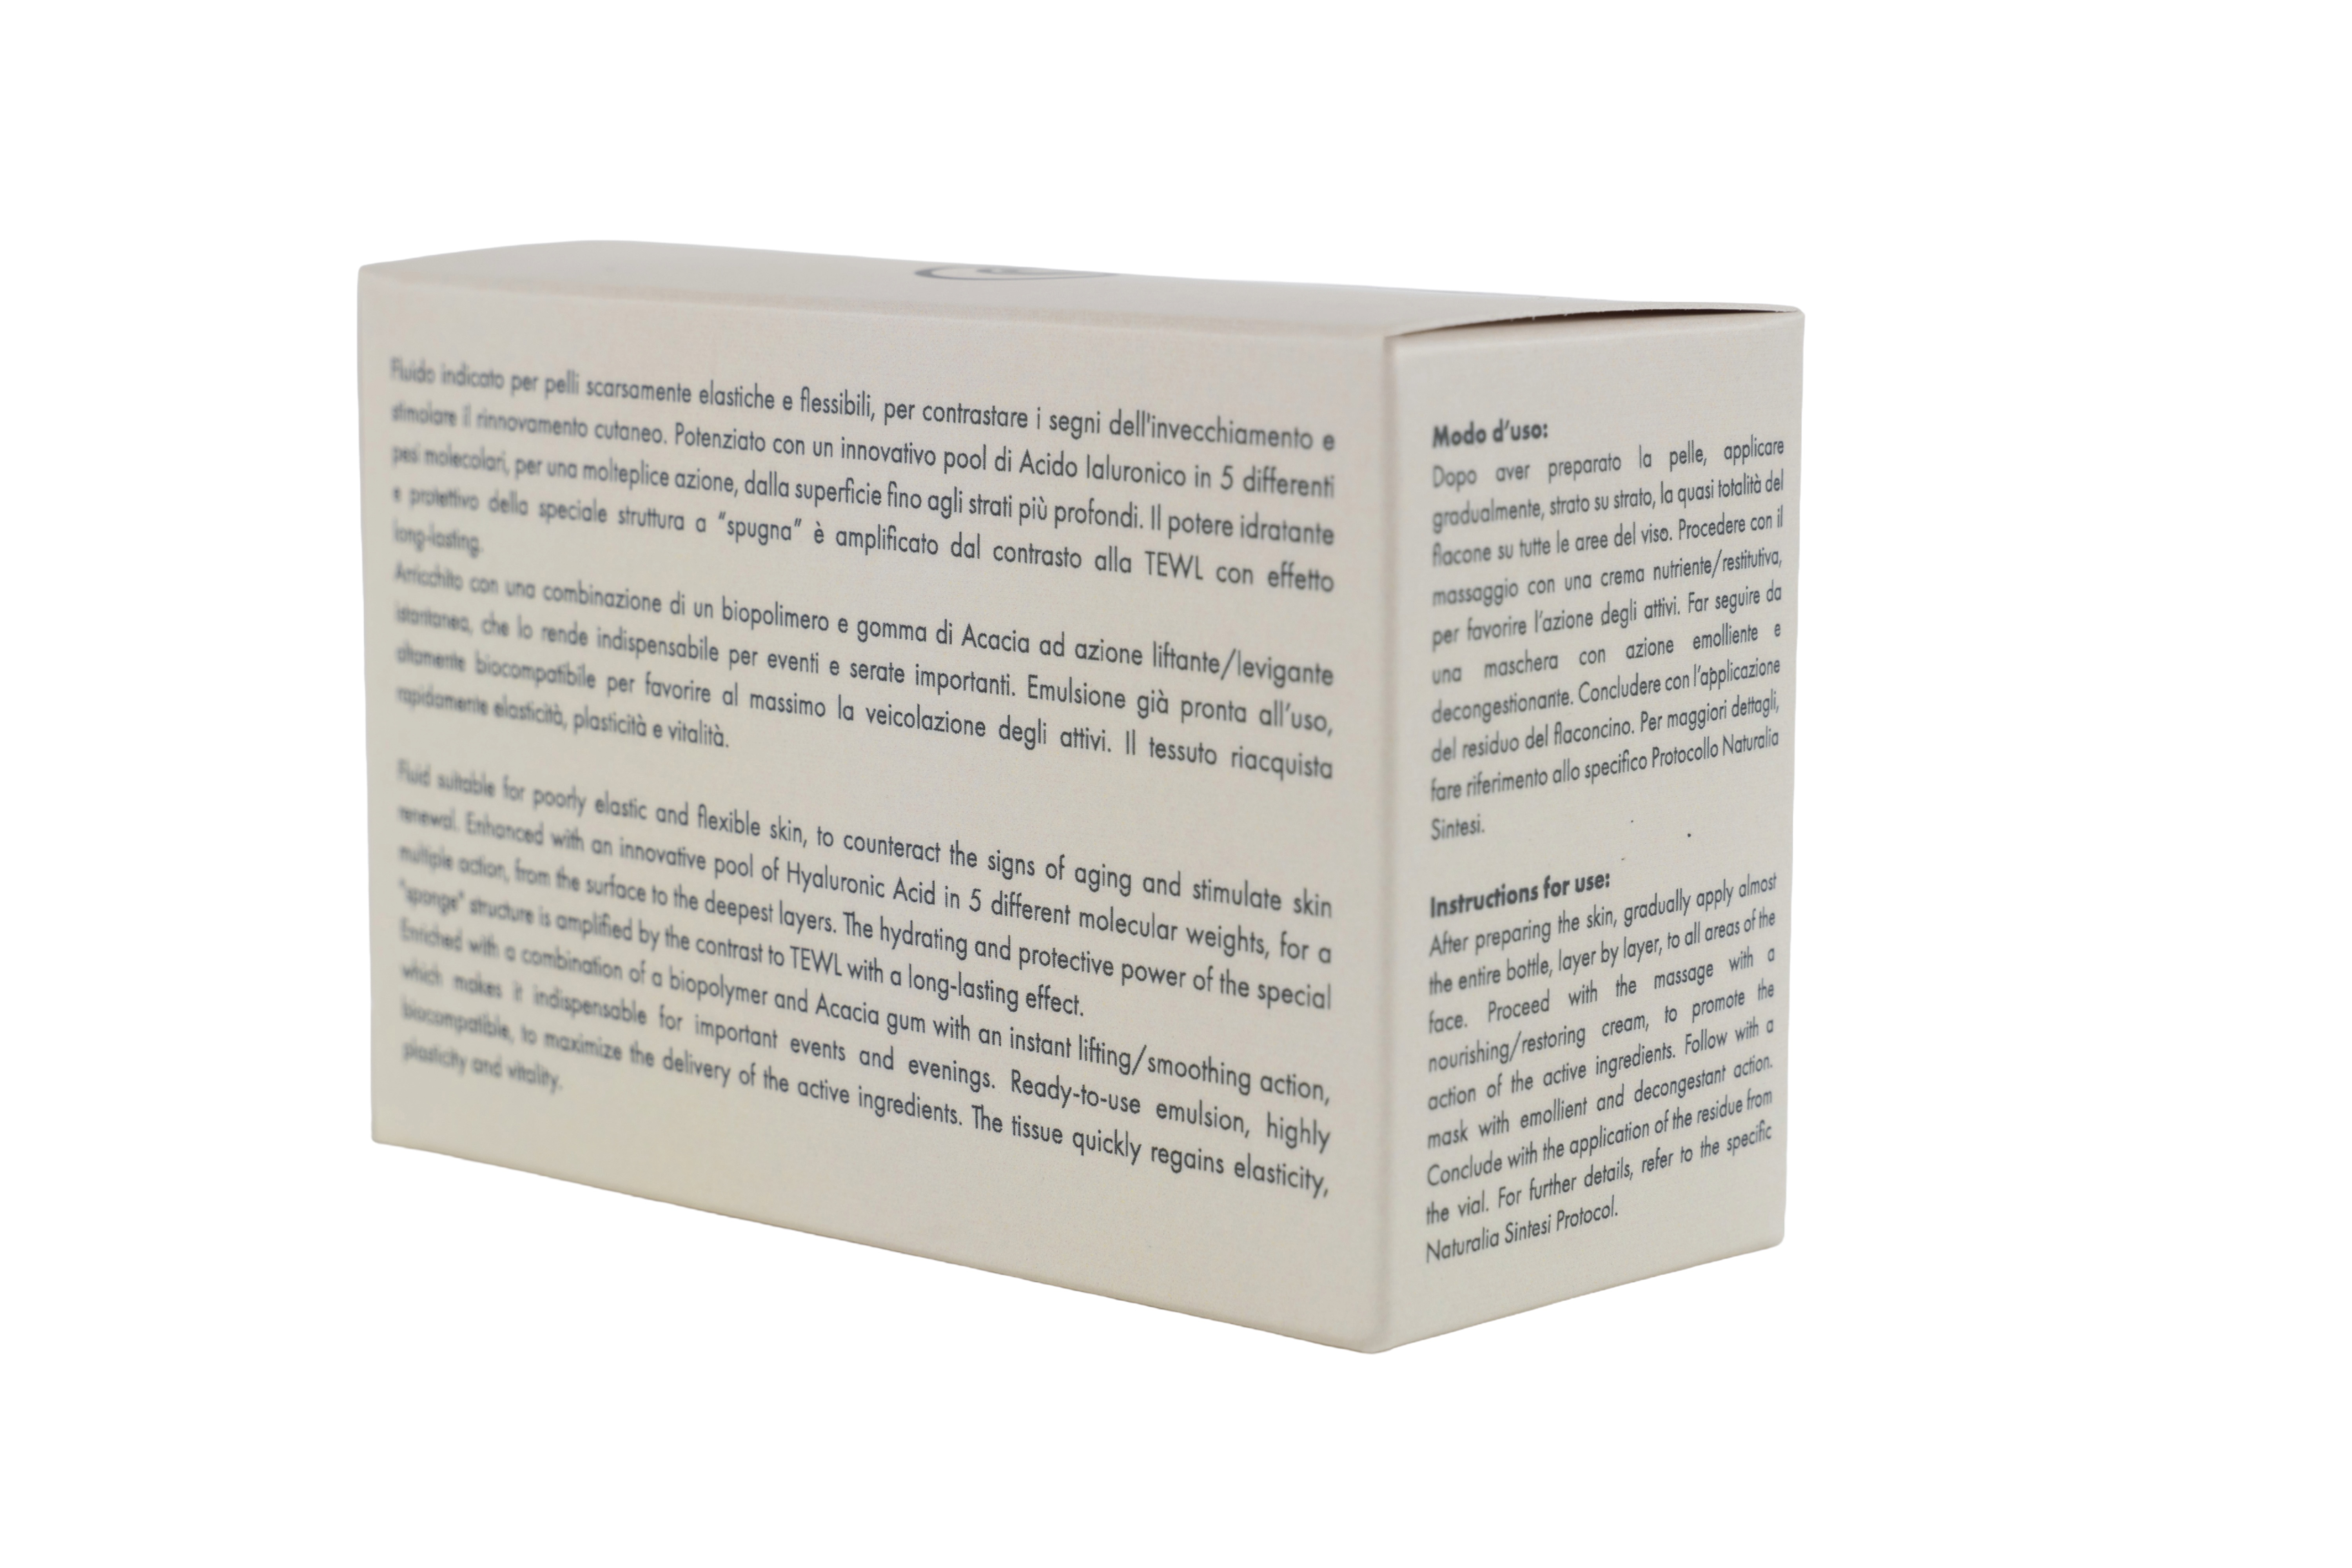 Fluido indicato per pelli scarsamente elastiche e flessibili, per contrastare i segni dell'invecchiamento e
stimolare il rinnovamento cutaneo. Potenziato con un innovativo pool di Acido Ialuronico in 5 differenti
pesi molecolari, per una molteplice azione, dalla superficie fino agli strati più profondi. Il potere idratante
e protettivo della speciale struttura a “spugna” è amplificato dal contrasto alla TEWL con effetto
long-lasting.
Arricchito con una combinazione di un biopolimero e gomma di Acacia ad azione liftante/levigante
istantanea, che lo rende indispensabile per eventi e serate importanti. Emulsione già pronta all’uso,
altamente biocompatibile per favorire al massimo la veicolazione degli attivi. Il tessuto riacquista
rapidamente elasticità, plasticità e vitalità.
Fluid suitable for poorly elastic and flexible skin, to counteract the signs of aging and stimulate skin
renewal. Enhanced with an innovative pool of Hyaluronic Acid in 5 different molecular weights, for a
multiple action, from the surface to the deepest layers. The hydrating and protective power of the special
"sponge" structure is amplified by the contrast to TEWL with a long-lasting effect.
Enriched with a combination of a biopolymer and Acacia gum with an instant lifting/smoothing action,
which makes it indispensable for important events and evenings. Ready-to-use emulsion, highly
biocompatible, to maximize the delivery of the active ingredients. The tissue quickly regains elasticity,
plasticity and vitality.
Modo d’uso:
Dopo aver preparato la pelle, applicare
gradualmente, strato su strato, la quasi totalità del
flacone su tutte le aree del viso. Procedere con il
massaggio con una crema nutriente/restitutiva,
per favorire l’azione degli attivi. Far seguire da
una maschera con azione emolliente e
decongestionante. Concludere con l’applicazione
del residuo del flaconcino. Per maggiori dettagli,
fare riferimento allo specifico Protocollo Naturalia
Sintesi.
Instructions for use:
After preparing the skin, gradually apply almost
the entire bottle, layer by layer, to all areas of the
face. Proceed with the massage with a
nourishing/restoring cream, to promote the
action of the active ingredients. Follow with a
mask with emollient and decongestant action.
Conclude with the application of the residue from
the vial. For further details, refer to the specific
Naturalia Sintesi Protocol.